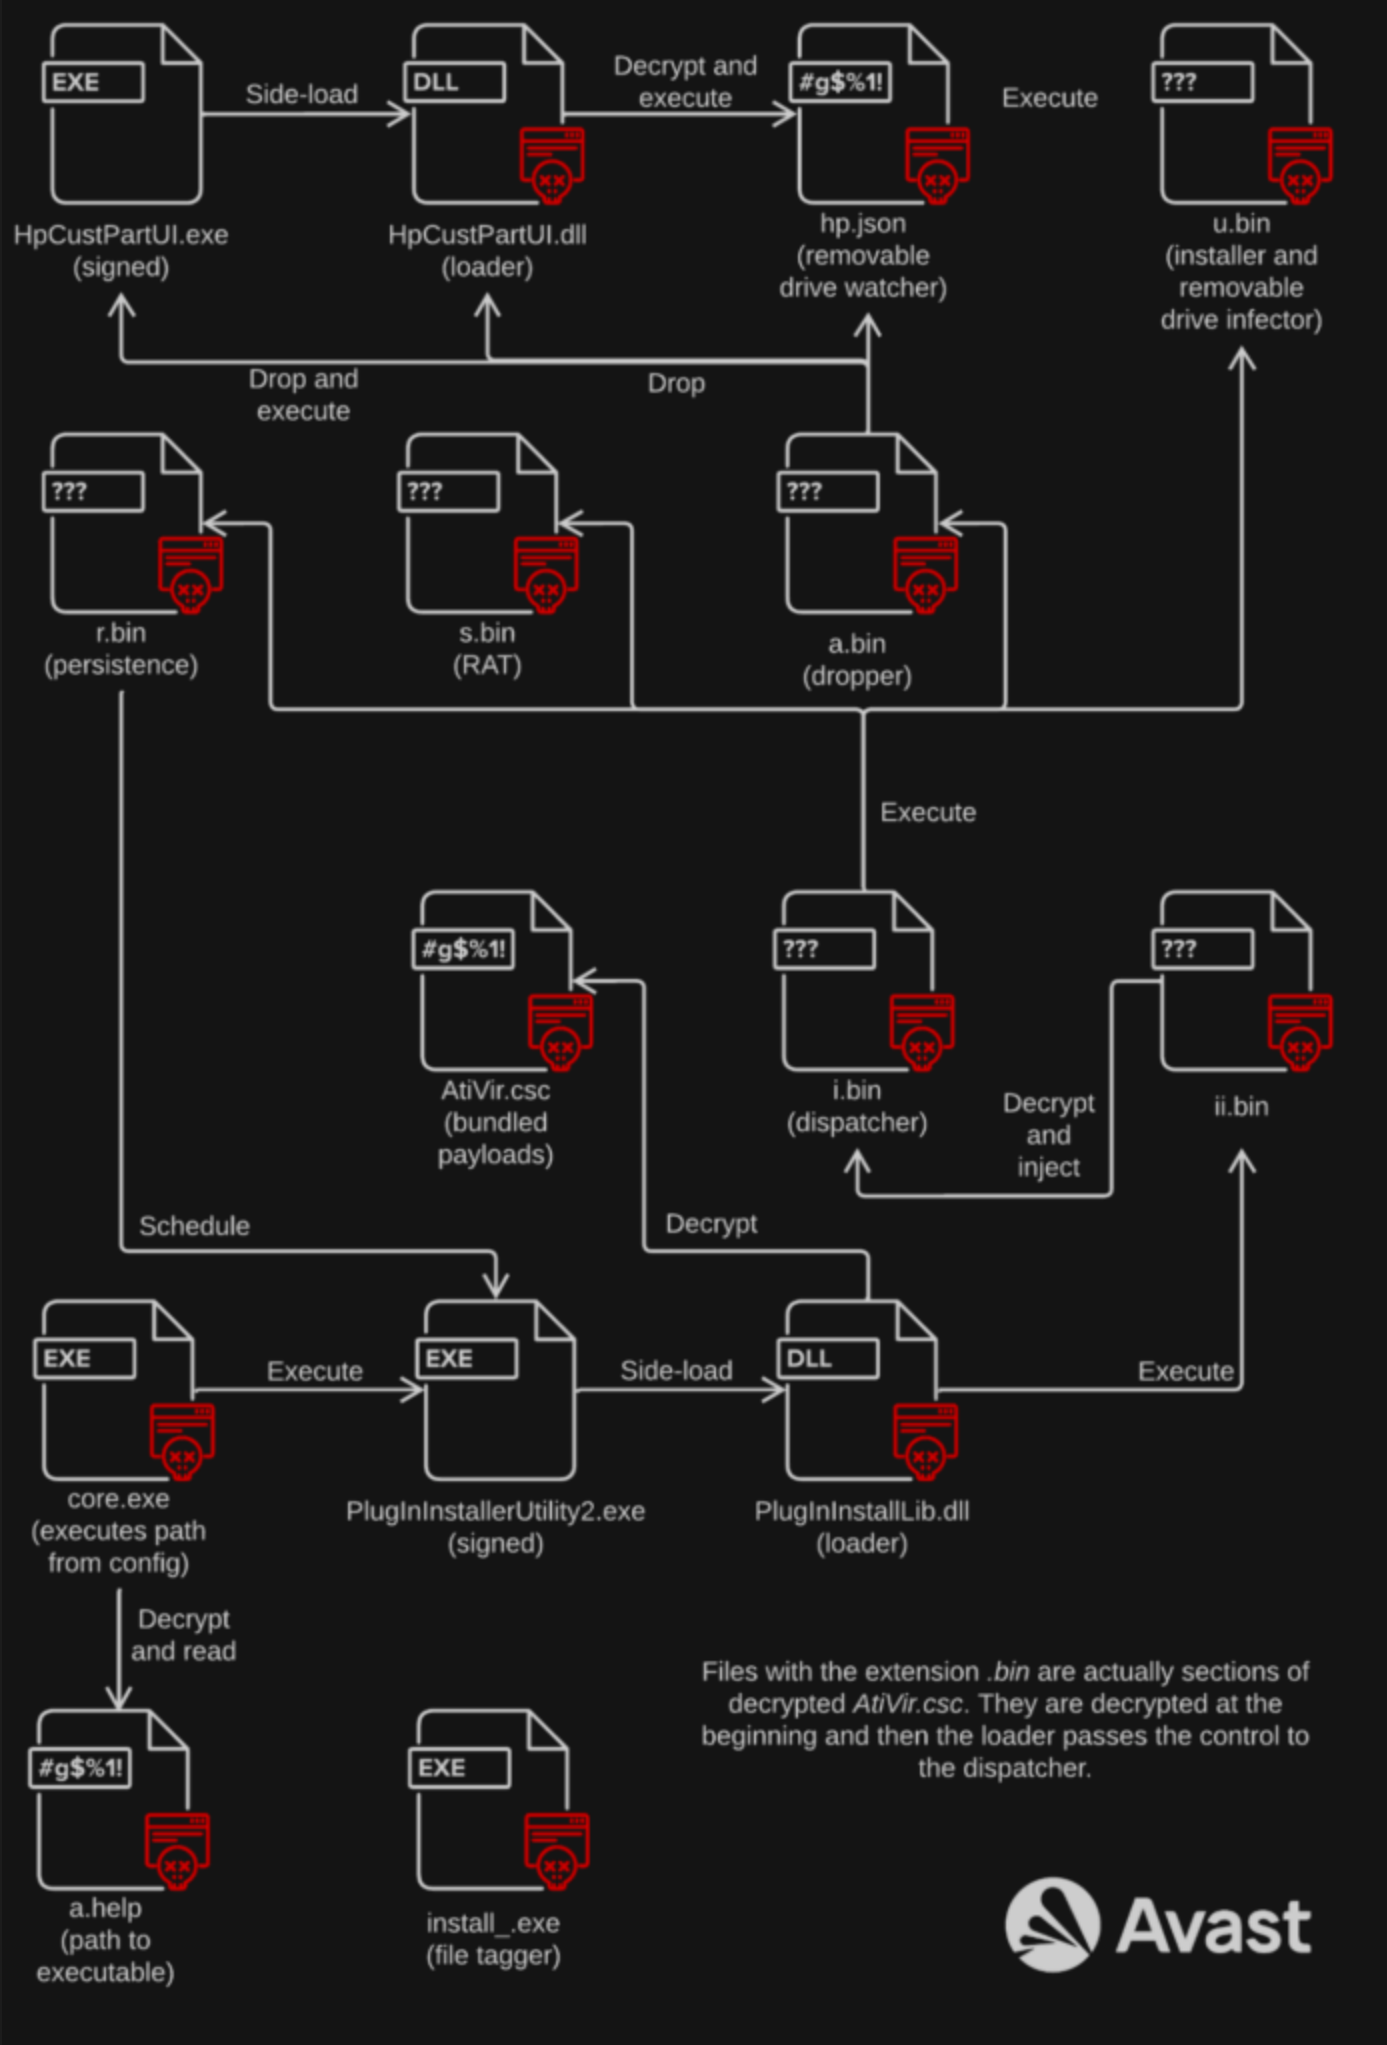 EXE
Side-load
DLL
Decrypt and
execute
#g$%1!
Execute
???
HpCustPartUI.exe
(signed)
HpCustPartUI.dll
(loader)
hp.json
(removable
drive watcher)
u.bin
(installer and
removable
drive infector)
Drop and
execute
Drop
???
???
???
r.bin
(persistence)
s.bin
(RAT)
a.bin
(dropper)
Execute
#g$%1!
???
???
AtiVir.csc
(bundled
payloads)
i.bin
(dispatcher)
Decrypt
and
inject
ii.bin
Schedule
Decrypt
EXE
Execute
EXE
Side-load
DLL
Execute
core.exe
(executes path
from config)
PlugInInstallerUtility2.exe
(signed)
PlugInInstallLib.dll
(loader)
Decrypt
and read
Files with the extension .bin are actually sections of
decrypted AtiVir.csc. They are decrypted at the
beginning and then the loader passes the control to
the dispatcher.
#g$%1!
EXE
a.help
(path to
executable)
install_.exe
(file tagger)
Avast